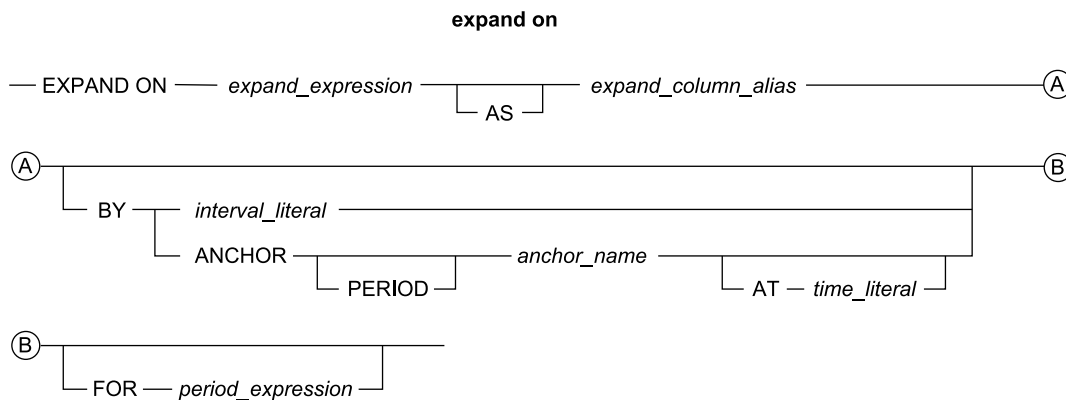 expand on
EXPAND ON expand_expression expand_column_alias A
AS
A B
BY interval_literal
ANCHOR anchor_name
PERIOD AT time_literal
B
FOR period_expression